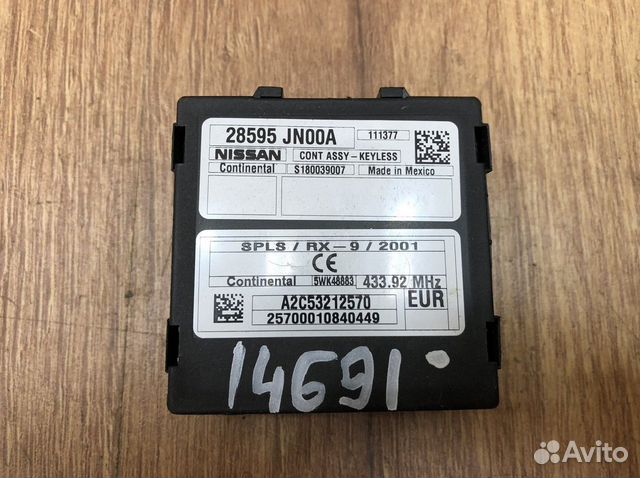 28595 JN00A 111377
NISSAN CONT ASSY-KEYLESS
Continental S180039007 Made in Mexico
SPLS / RX-9 / 2001
CE
Continental 5WK48883 433.92 MHz
A2C53212570 EUR
25700010840449
14691
Avito